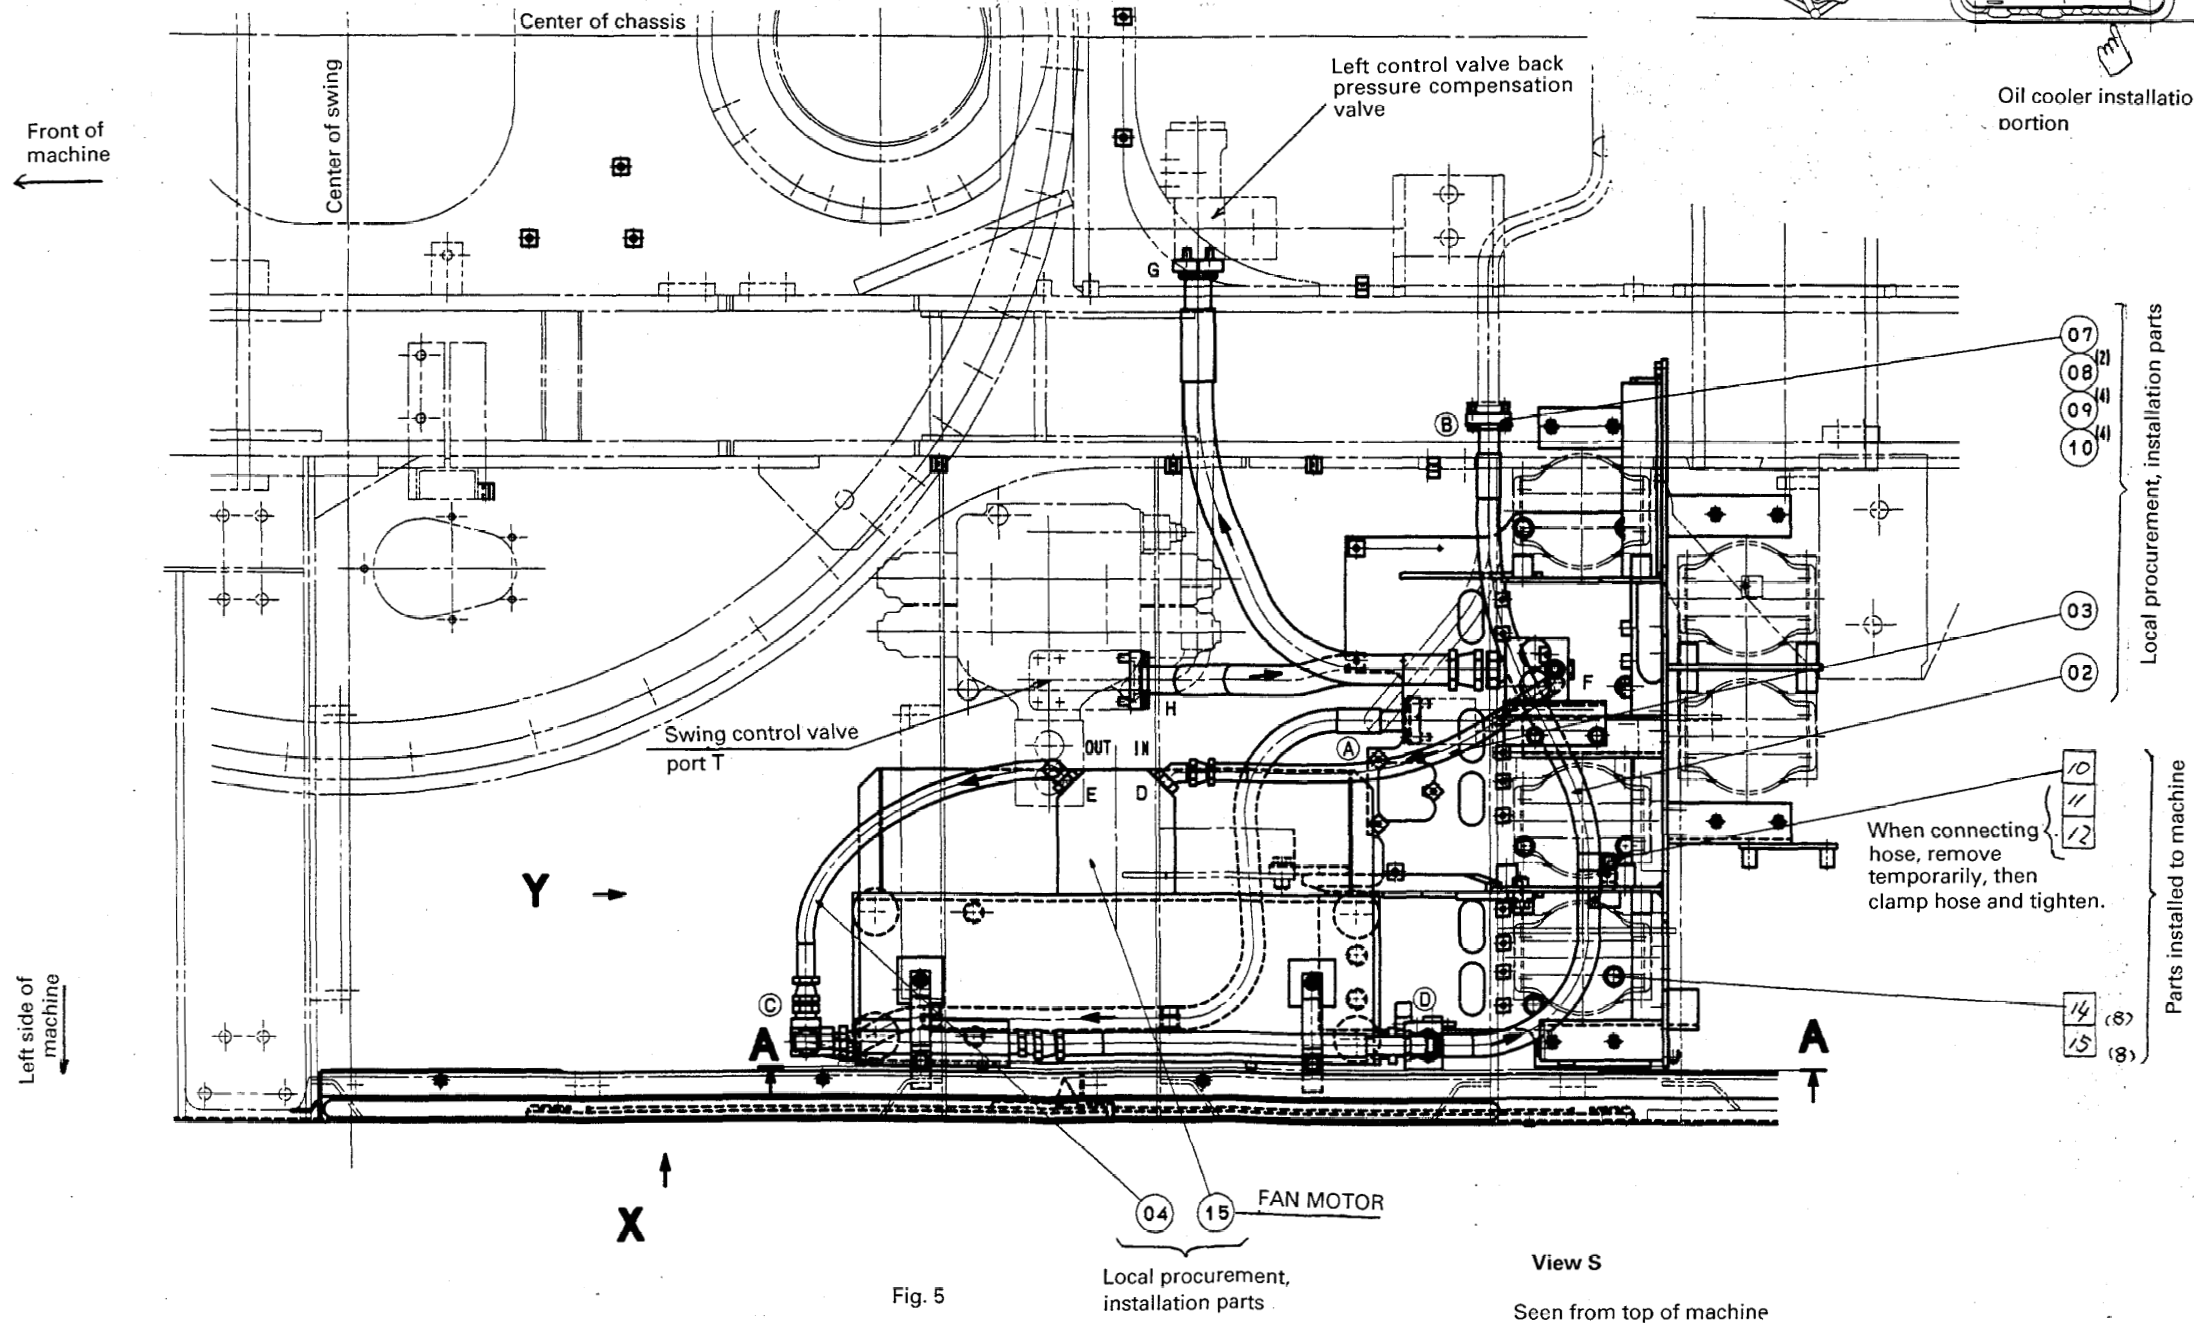 Center of chassis
Center of swing
Front of
machine
Left control valve back
pressure compensation
valve
Oil cooler installatio
portion
G
B
07
08 (2)
09 (4)
10 (4)
Local procurement, installation parts
03
02
F
H
A
Swing control valve
port T
OUT IN
E
D
10
11
12
When connecting
hose, remove
temporarily, then
clamp hose and tighten.
Parts installed to machine
Y
Left side of
machine
C
D
14 (8)
15 (8)
A
A
X
04
15
FAN MOTOR
Local procurement,
installation parts
Fig. 5
View S
Seen from top of machine